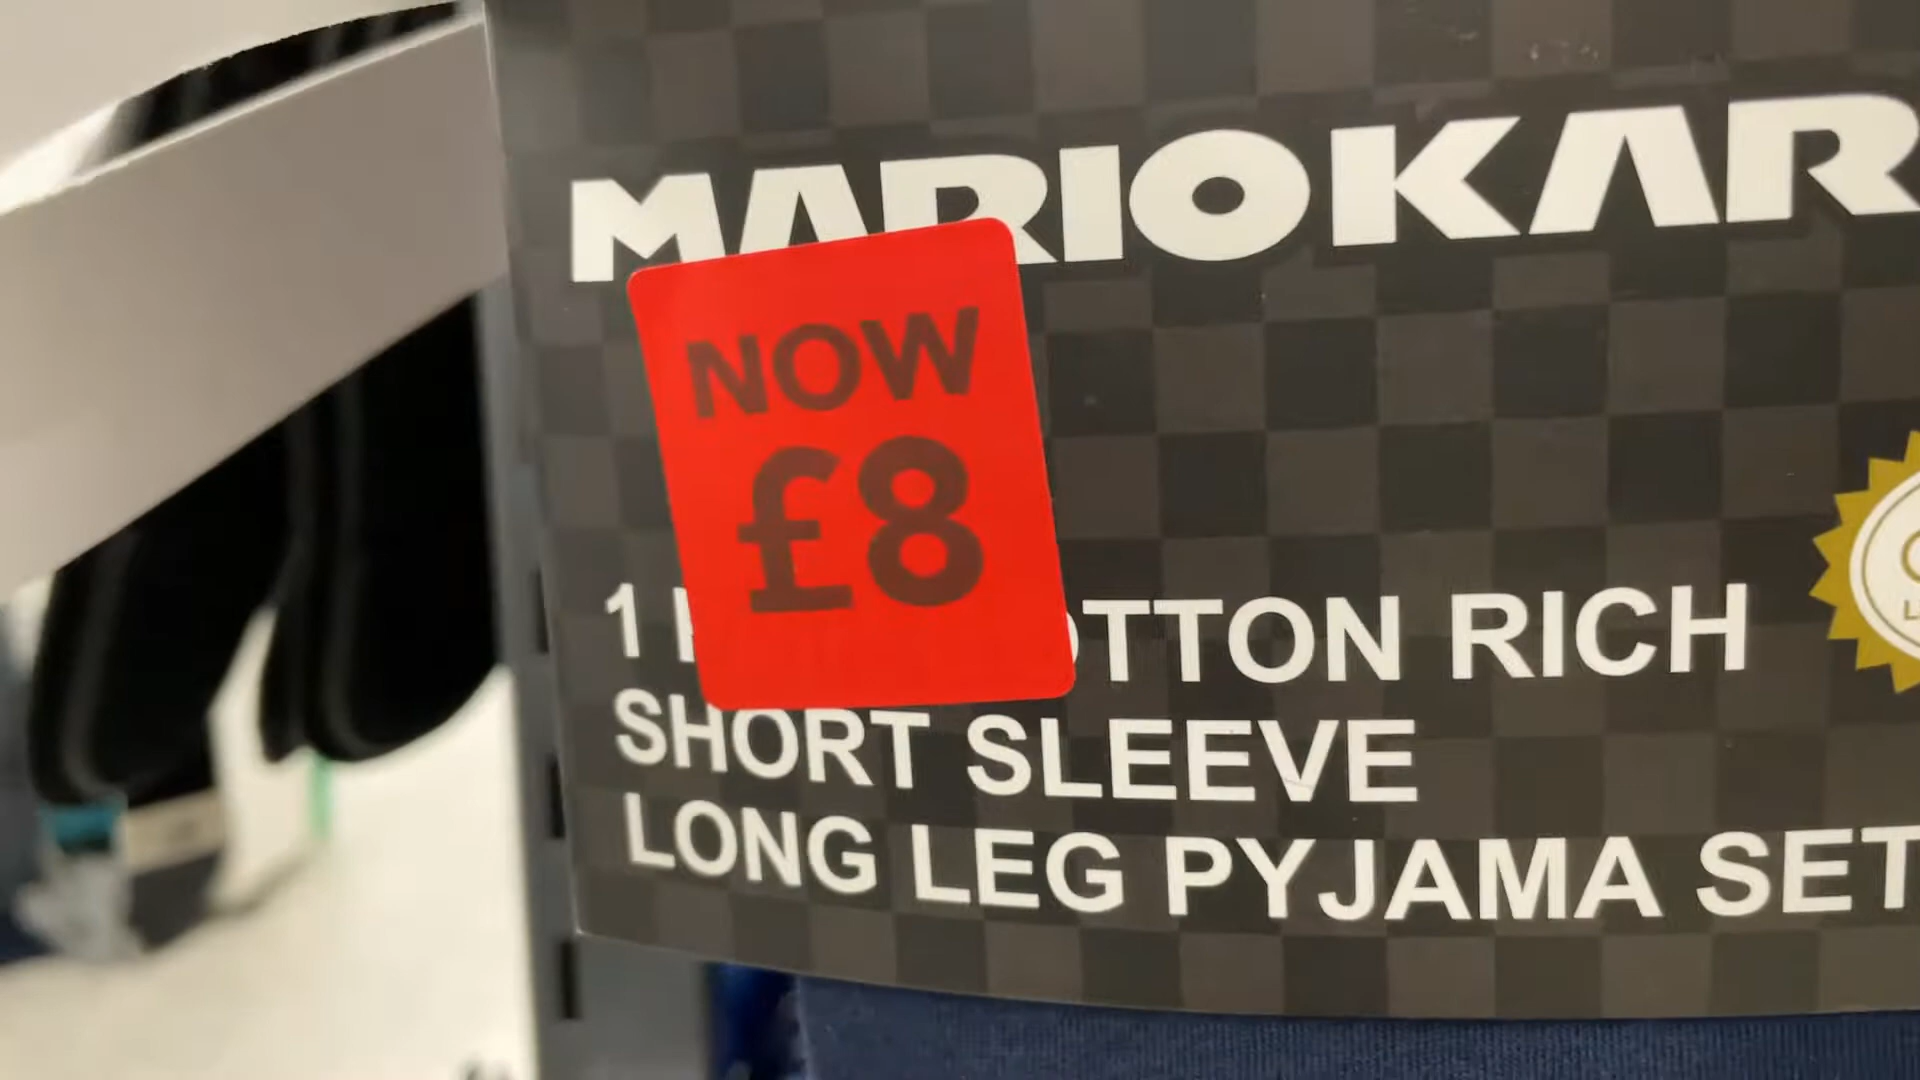 MARIOKAR
NOW
£8
1 OTTON RICH
SHORT SLEEVE
LONG LEG PYJAMA SET